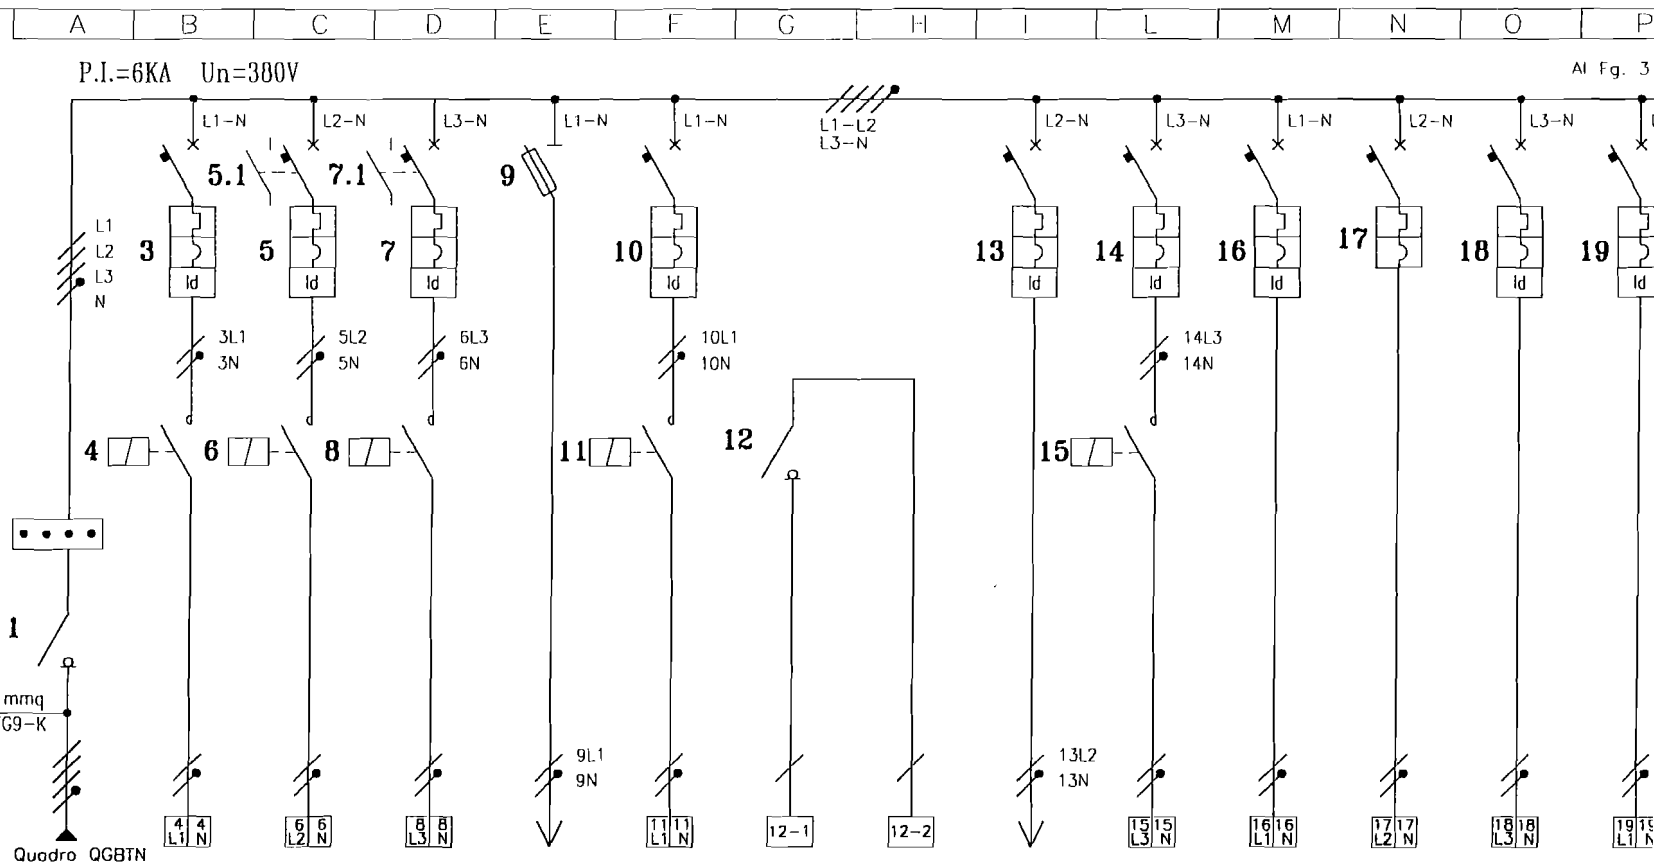 A B C D E F G H I L M N O P
P.I.=6KA Un=380V
Al Fg. 3
L1-N L2-N L3-N L1-N L1-N L1-L2 L2-N L3-N L1-N L2-N L3-N
L3-N
5.1 7.1 9
L1
L2
L3
N
3 5 7 10 13 14 16 17 18 19
Id Id Id Id Id Id Id Id Id
3L1 5L2 6L3 10L1 14L3
3N 5N 6N 10N 14N
4 6 8 11 12 15
1
mmq
G9-K
9L1 13L2
9N 13N
4 4 6 6 8 8 11 11 12-1 12-2 15 15 16 16 17 17 18 18 19 19
L1 N L2 N L3 N L1 N L3 N L1 N L2 N L3 N L1 N
Quadro QGBTN